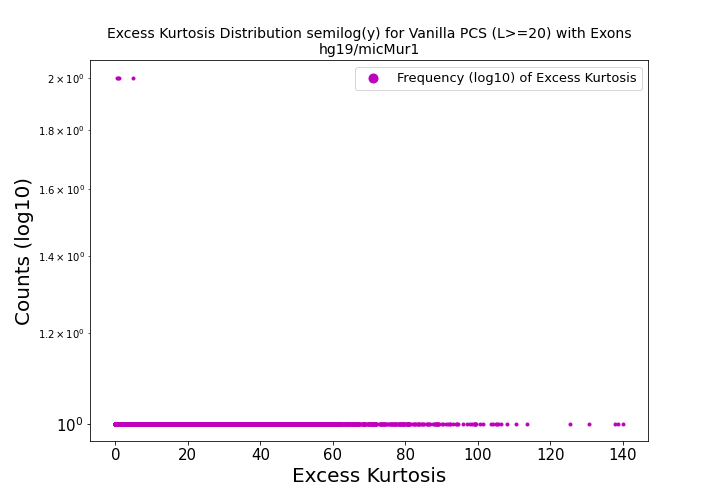 Excess Kurtosis Distribution semilog(y) for Vanilla PCS (L>=20) with Exons
hg19/micMur1
Frequency (log10) of Excess Kurtosis
Counts (log10)
2 × 10⁰
1.8 × 10⁰
1.6 × 10⁰
1.4 × 10⁰
1.2 × 10⁰
10⁰
0 20 40 60 80 100 120 140
Excess Kurtosis